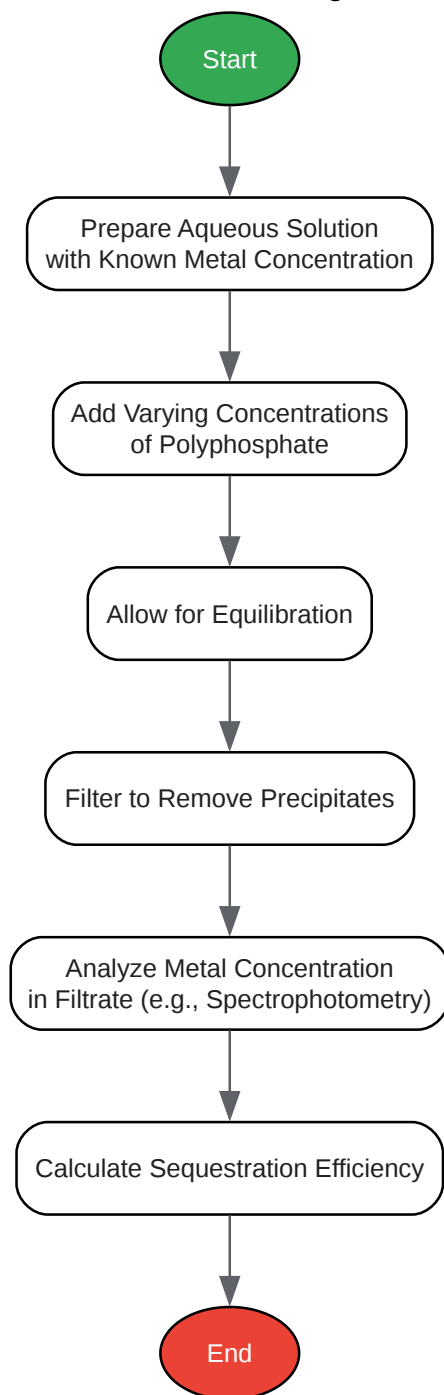 Start
Prepare Aqueous Solution
with Known Metal Concentration
Add Varying Concentrations
of Polyphosphate
Allow for Equilibration
Filter to Remove Precipitates
Analyze Metal Concentration
in Filtrate (e.g., Spectrophotometry)
Calculate Sequestration Efficiency
End